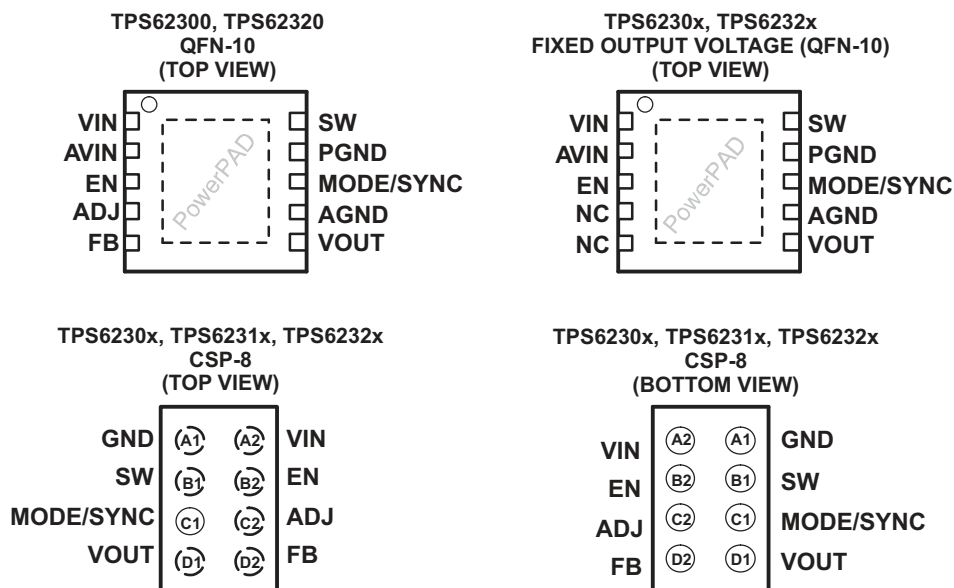 TPS62300, TPS62320
QFN-10
(TOP VIEW)
VIN
AVIN
EN
ADJ
FB
PowerPAD
SW
PGND
MODE/SYNC
AGND
VOUT
TPS6230x, TPS6232x
FIXED OUTPUT VOLTAGE (QFN-10)
(TOP VIEW)
VIN
AVIN
EN
NC
NC
PowerPAD
SW
PGND
MODE/SYNC
AGND
VOUT
TPS6230x, TPS6231x, TPS6232x
CSP-8
(TOP VIEW)
GND A1 A2 VIN
SW B1 B2 EN
MODE/SYNC C1 C2 ADJ
VOUT D1 D2 FB
TPS6230x, TPS6231x, TPS6232x
CSP-8
(BOTTOM VIEW)
VIN A2 A1 GND
EN B2 B1 SW
ADJ C2 C1 MODE/SYNC
FB D2 D1 VOUT